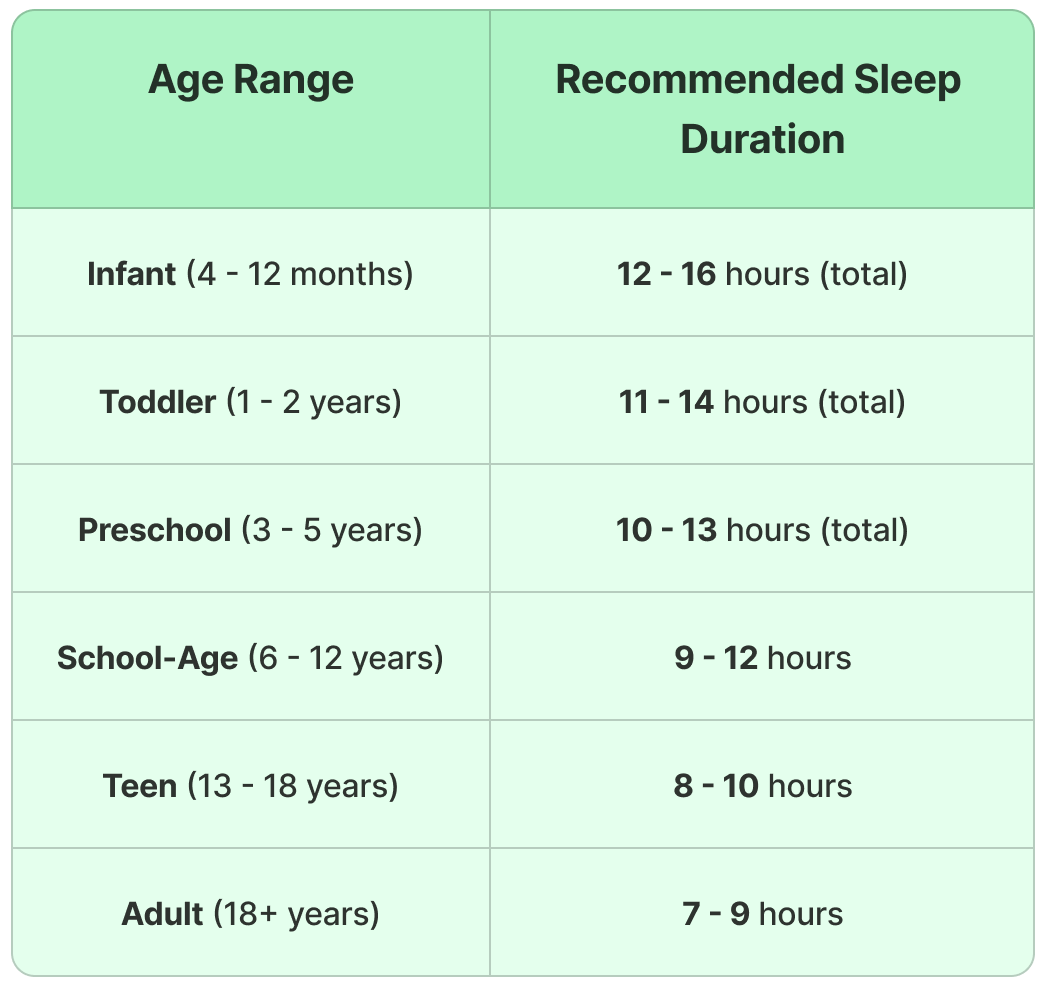 Age Range
Recommended Sleep
Duration
Infant (4 - 12 months)
12 - 16 hours (total)
Toddler (1 - 2 years)
11 - 14 hours (total)
Preschool (3 - 5 years)
10 - 13 hours (total)
School-Age (6 - 12 years)
9 - 12 hours
Teen (13 - 18 years)
8 - 10 hours
Adult (18+ years)
7 - 9 hours